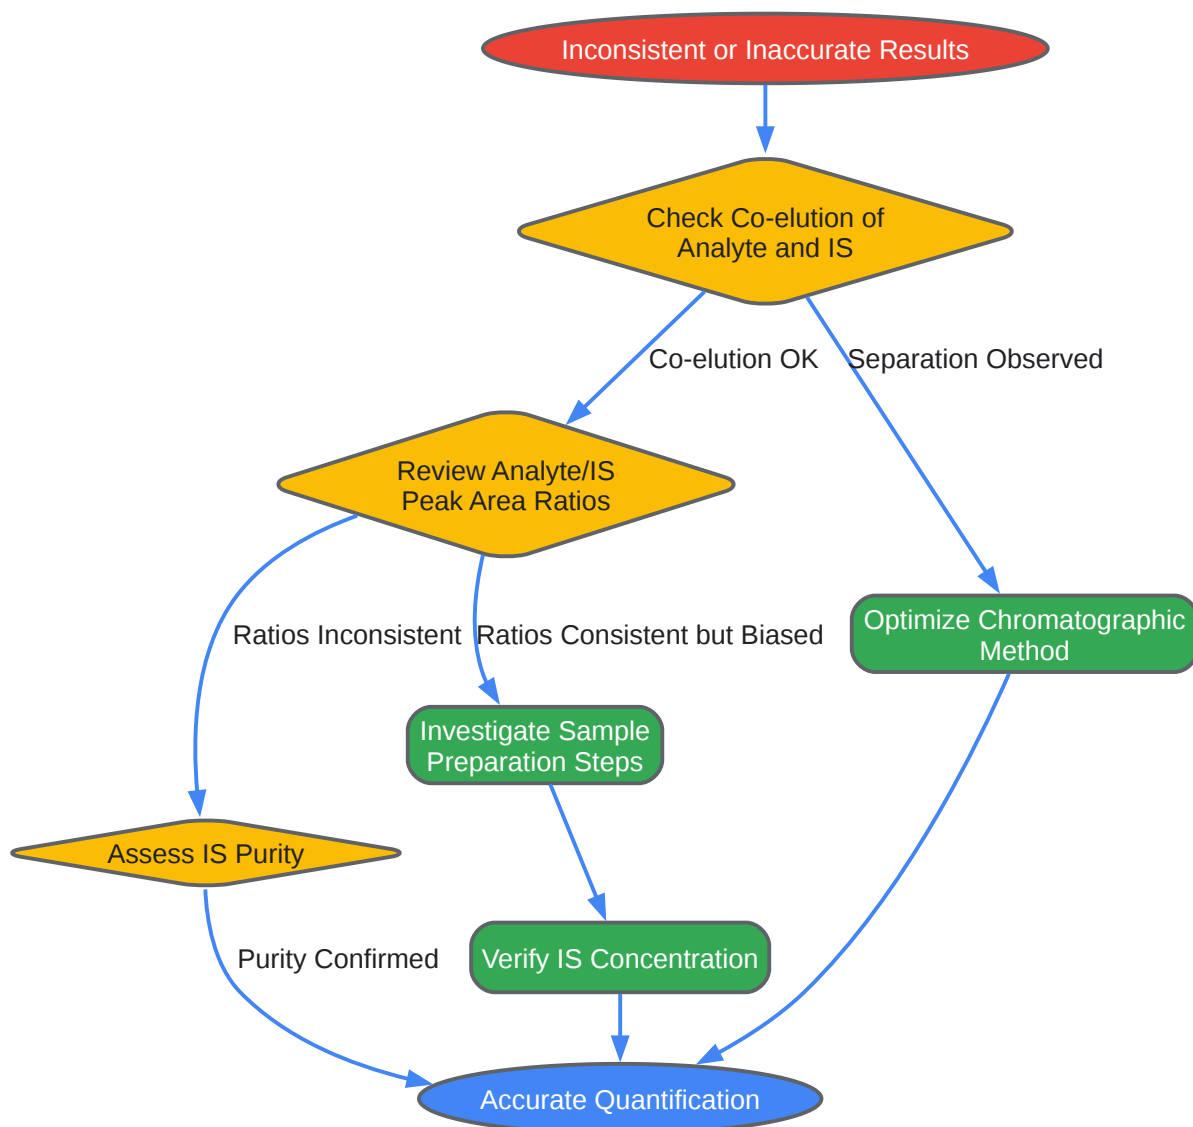 Inconsistent or Inaccurate Results
Check Co-elution of
Analyte and IS
Co-elution OK
Separation Observed
Review Analyte/IS
Peak Area Ratios
Ratios Inconsistent
Ratios Consistent but Biased
Optimize Chromatographic
Method
Investigate Sample
Preparation Steps
Assess IS Purity
Purity Confirmed
Verify IS Concentration
Accurate Quantification